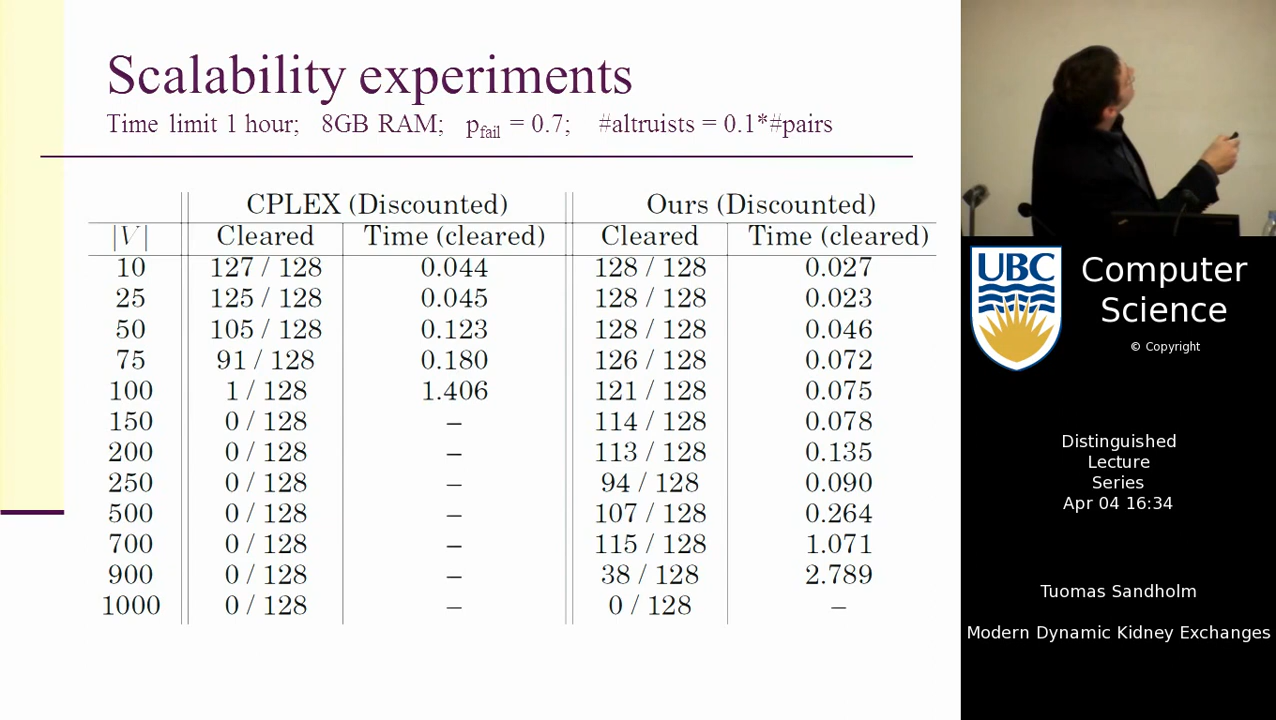 Scalability experiments
Time limit 1 hour; 8GB RAM; pfail = 0.7; #altruists = 0.1*#pairs
CPLEX (Discounted) Ours (Discounted)
|V| Cleared Time (cleared) Cleared Time (cleared)
10 127 / 128 0.044 128 / 128 0.027
25 125 / 128 0.045 128 / 128 0.023
50 105 / 128 0.123 128 / 128 0.046
75 91 / 128 0.180 126 / 128 0.072
100 1 / 128 1.406 121 / 128 0.075
150 0 / 128 – 114 / 128 0.078
200 0 / 128 – 113 / 128 0.135
250 0 / 128 – 94 / 128 0.090
500 0 / 128 – 107 / 128 0.264
700 0 / 128 – 115 / 128 1.071
900 0 / 128 – 38 / 128 2.789
1000 0 / 128 – 0 / 128 –
UBC
Computer
Science
© Copyright
Distinguished
Lecture
Series
Apr 04 16:34
Tuomas Sandholm
Modern Dynamic Kidney Exchanges